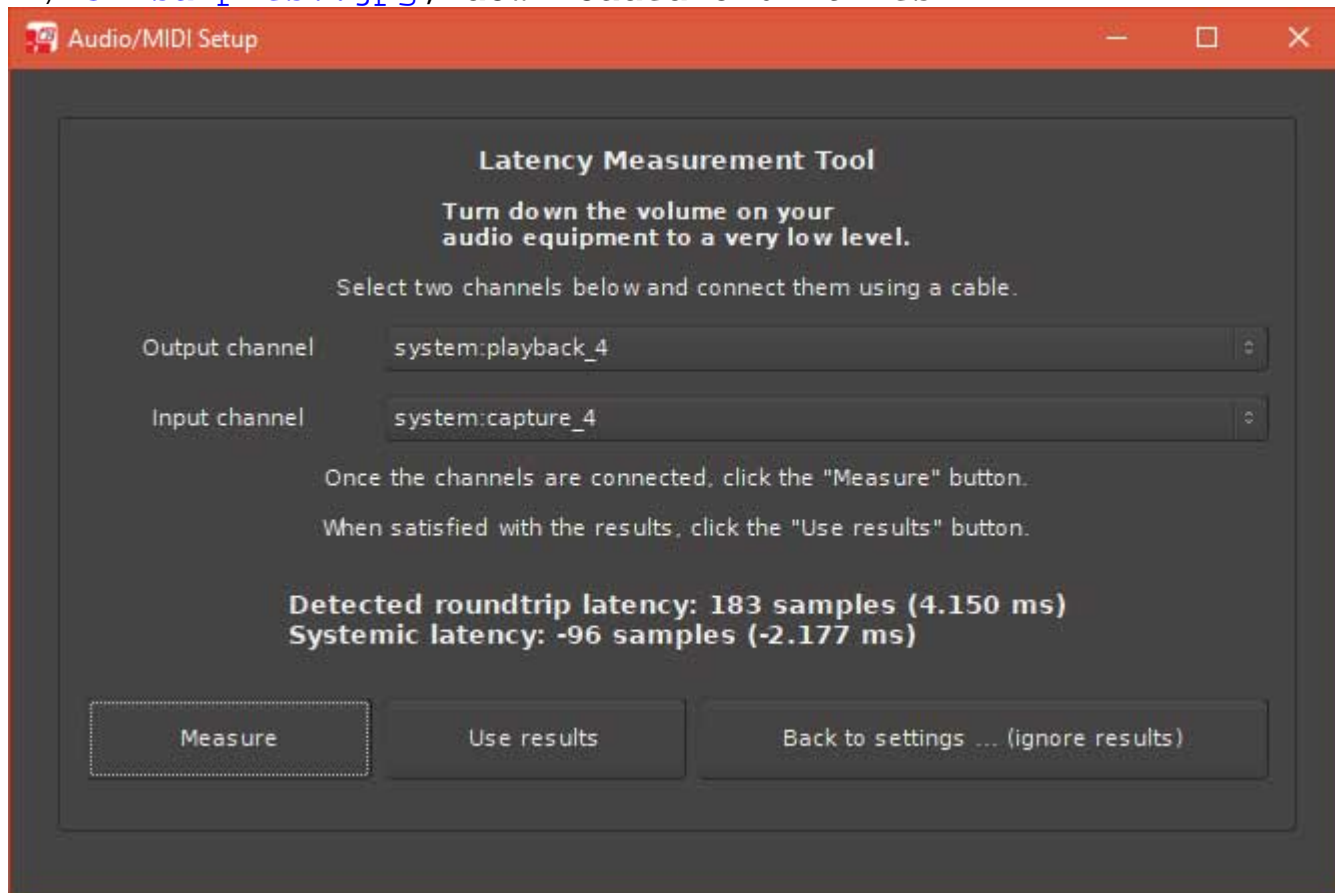 Audio/MIDI Setup
Latency Measurement Tool
Turn down the volume on your
audio equipment to a very low level.
Select two channels below and connect them using a cable.
Output channel system:playback_4
Input channel system:capture_4
Once the channels are connected, click the "Measure" button.
When satisfied with the results, click the "Use results" button.
Detected roundtrip latency: 183 samples (4.150 ms)
Systemic latency: -96 samples (-2.177 ms)
Measure Use results Back to settings ... (ignore results)